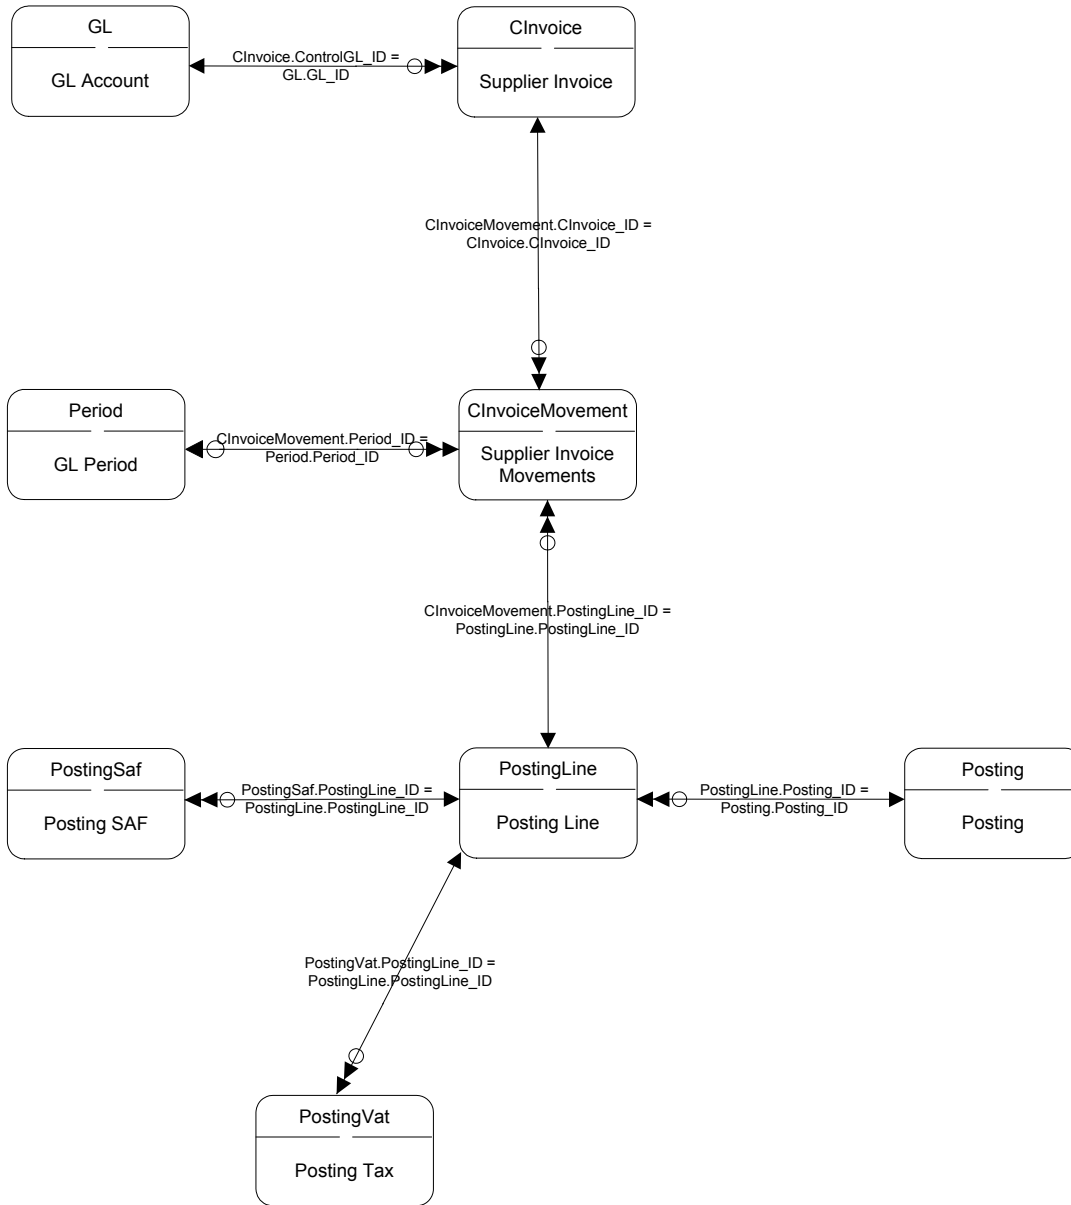 GL
GL Account
CInvoice.ControlGL_ID =
GL.GL_ID
CInvoice
Supplier Invoice
CInvoiceMovement.CInvoice_ID =
CInvoice.CInvoice_ID
Period
GL Period
CInvoiceMovement.Period_ID =
Period.Period_ID
CInvoiceMovement
Supplier Invoice
Movements
CInvoiceMovement.PostingLine_ID =
PostingLine.PostingLine_ID
PostingSaf
Posting SAF
PostingSaf.PostingLine_ID =
PostingLine.PostingLine_ID
PostingLine
Posting Line
PostingLine.Posting_ID =
Posting.Posting_ID
Posting
Posting
PostingVat.PostingLine_ID =
PostingLine.PostingLine_ID
PostingVat
Posting Tax